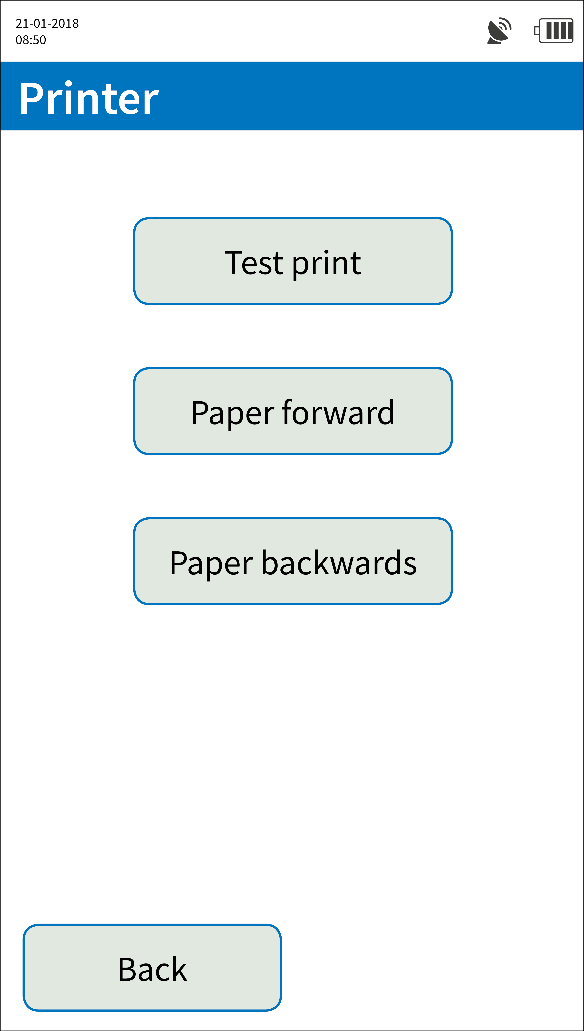 21-01-2018
08:50
Printer
Test print
Paper forward
Paper backwards
Back